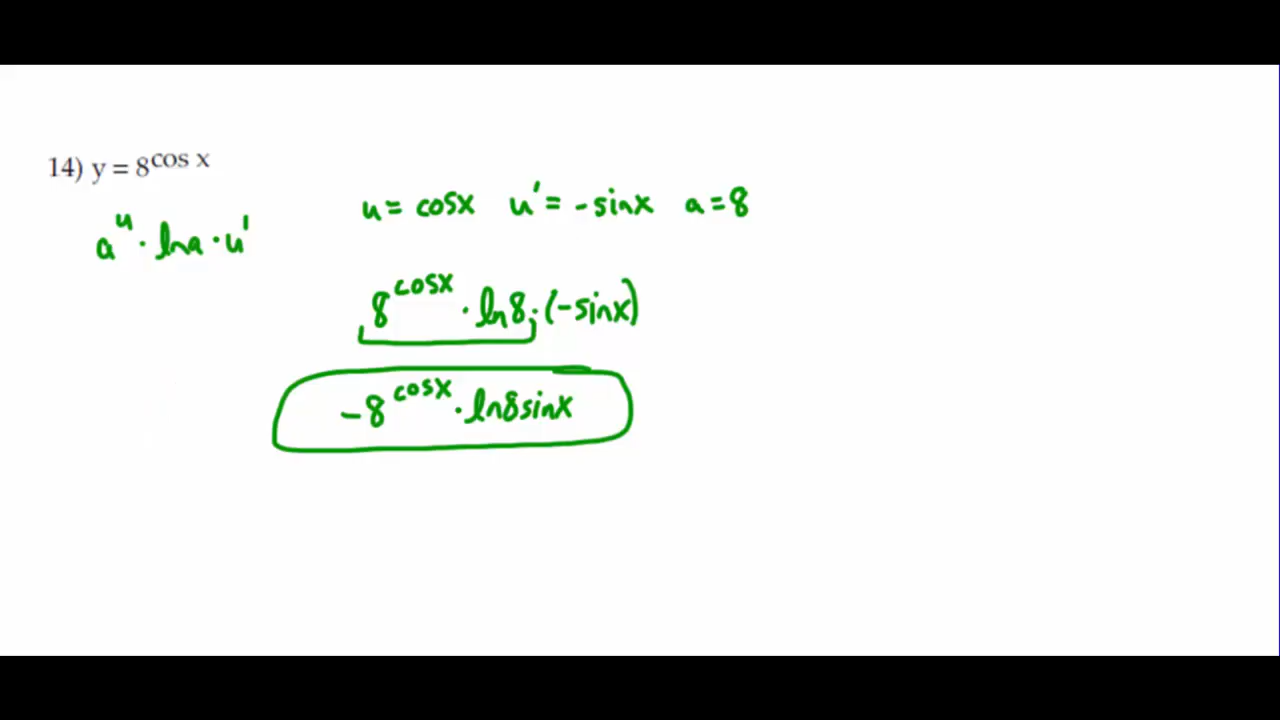 14) y = 8^cos x
u = cosx u' = -sinx a = 8
a^u · lna · u'
8^cosx · ln8 · (-sinx)
-8^cosx · ln8sinx